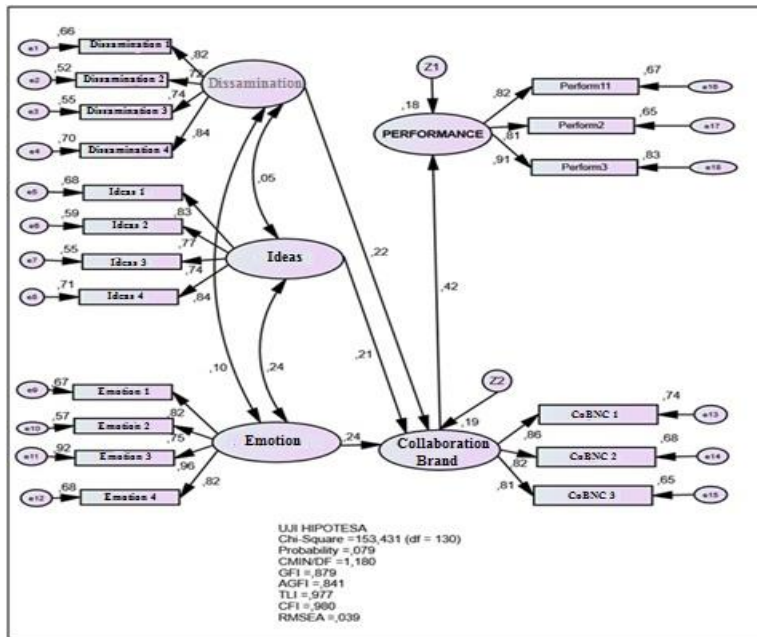 e1
,66
Dissamination 1
,82
e2
,52
Dissamination 2
,72
e3
,55
Dissamination 3
,74
e4
,70
Dissamination 4
,84
Dissamination
e5
,68
Ideas 1
,83
e6
,59
Ideas 2
,77
e7
,55
Ideas 3
,74
e8
,71
Ideas 4
,84
Ideas
e9
,67
Emotion 1
,82
e10
,57
Emotion 2
,75
e11
,92
Emotion 3
,96
e12
,68
Emotion 4
,82
Emotion
,05
,10
,24
,22
,21
,24
Z1
,18
PERFORMANCE
,82
Perform11
,67
e16
,81
Perform2
,65
e17
,91
Perform3
,83
e18
,42
Z2
,19
Collaboration
Brand
,86
CoBNC 1
,74
e13
,82
CoBNC 2
,68
e14
,81
CoBNC 3
,65
e15
UJI HIPOTESA
Chi-Square =153,431 (df = 130)
Probability =,079
CMIN/DF =1,180
GFI =,879
AGFI =,841
TLI =,977
CFI =,980
RMSEA =,039